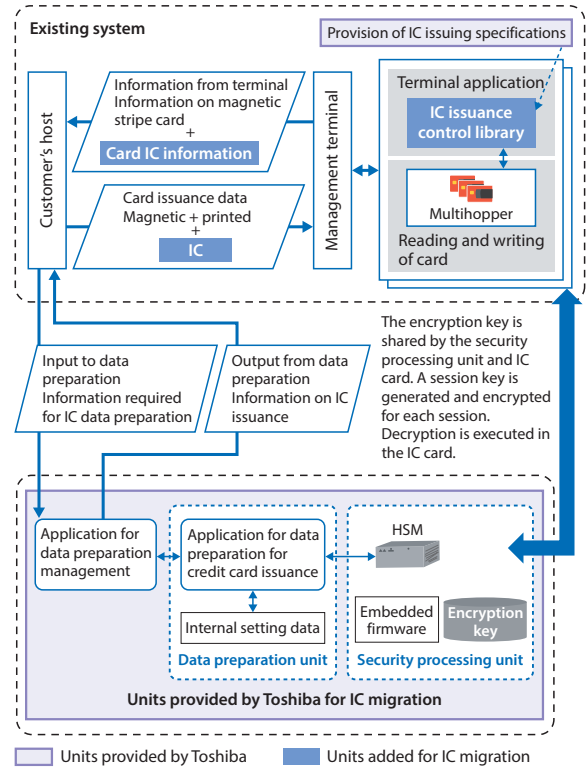 Existing system
Provision of IC issuing specifications
Customer's host
Information from terminal
Information on magnetic
stripe card
+
Card IC information
Card issuance data
Magnetic + printed
+
IC
Management terminal
Terminal application
IC issuance
control library
Multihopper
Reading and writing
of card
Input to data
preparation
Information required
for IC data preparation
Output from data
preparation
Information on IC
issuance
The encryption key is
shared by the security
processing unit and IC
card. A session key is
generated and encrypted
for each session.
Decryption is executed in
the IC card.
Application for
data preparation
management
Application for data
preparation for
credit card issuance
Internal setting data
Data preparation unit
HSM
Embedded
firmware
Encryption
key
Security processing unit
Units provided by Toshiba for IC migration
Units provided by Toshiba
Units added for IC migration